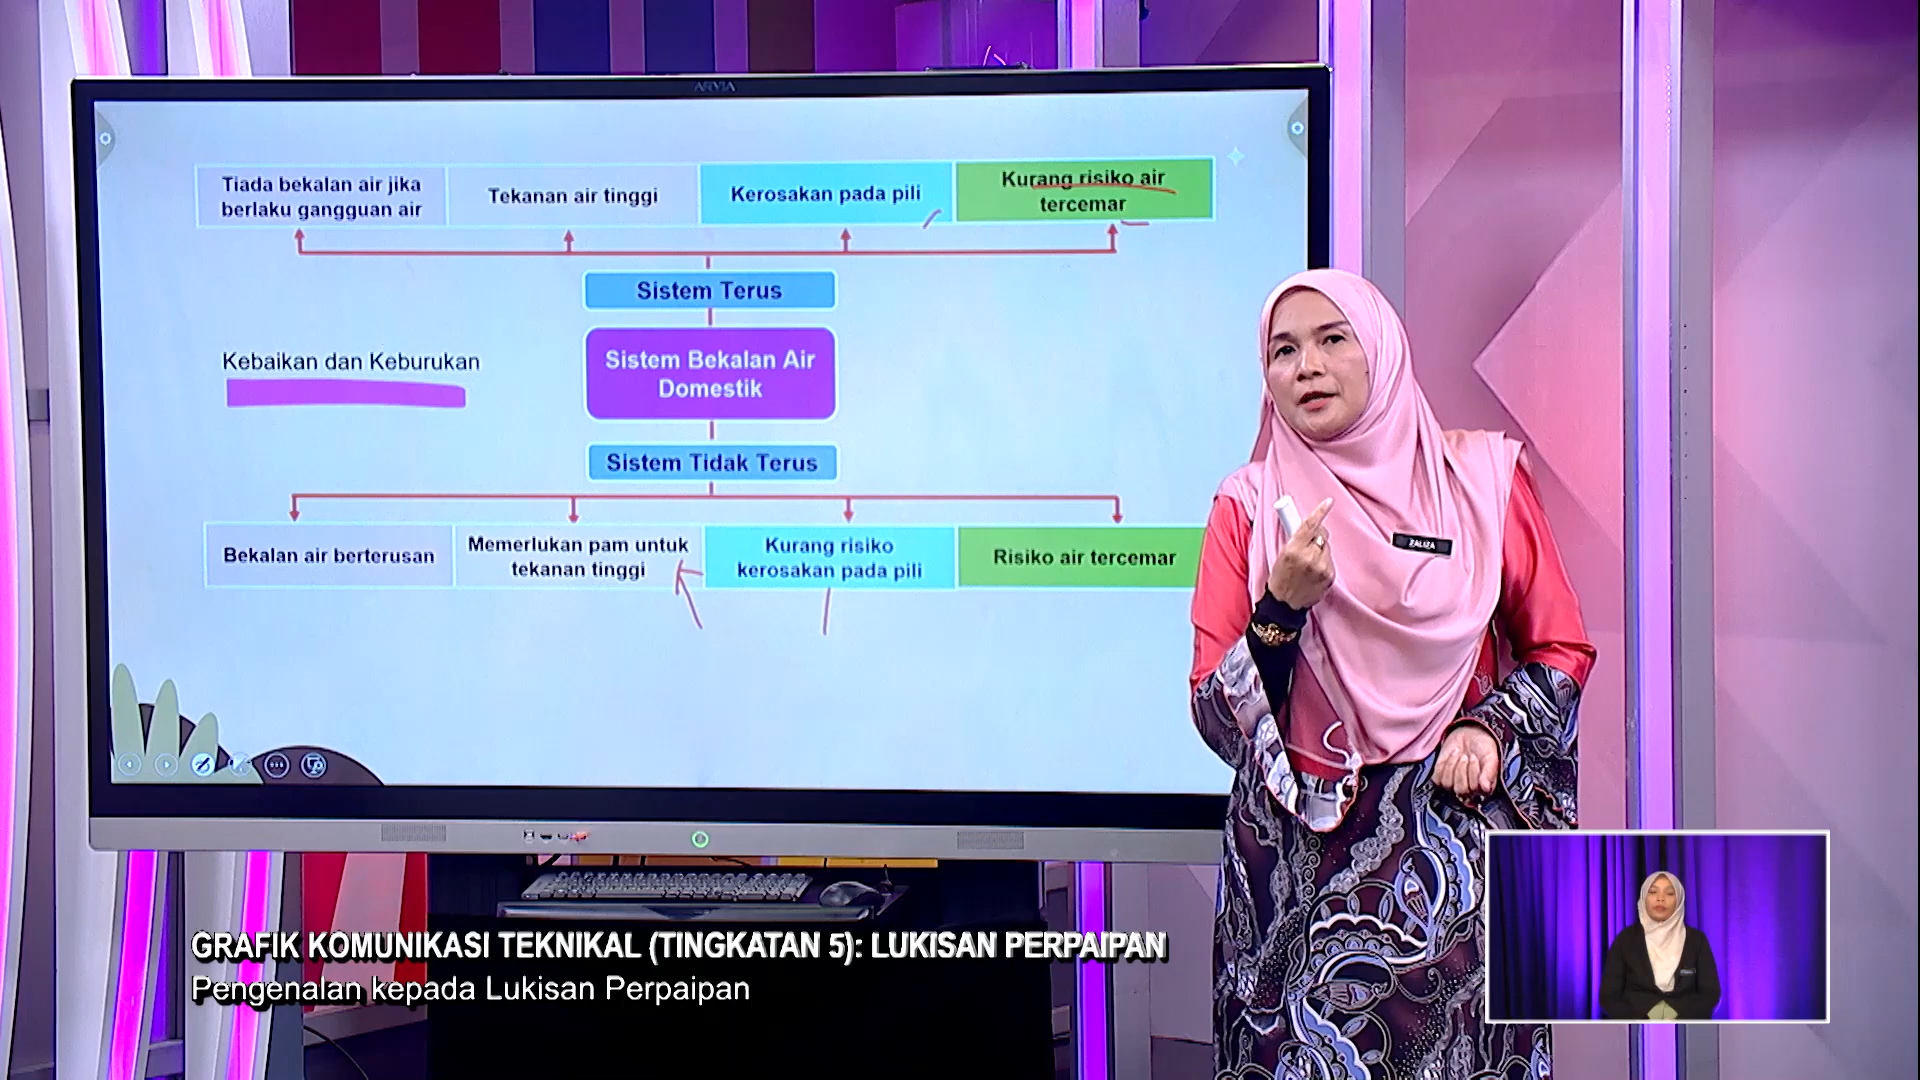 ARVIA
Tiada bekalan air jika
berlaku gangguan air
Tekanan air tinggi
Kerosakan pada pili
Kurang risiko air
tercemar
Sistem Terus
Kebaikan dan Keburukan
Sistem Bekalan Air
Domestik
Sistem Tidak Terus
Bekalan air berterusan
Memerlukan pam untuk
tekanan tinggi
Kurang risiko
kerosakan pada pili
Risiko air tercemar
ZALIZA
GRAFIK KOMUNIKASI TEKNIKAL (TINGKATAN 5): LUKISAN PERPAIPAN
Pengenalan kepada Lukisan Perpaipan